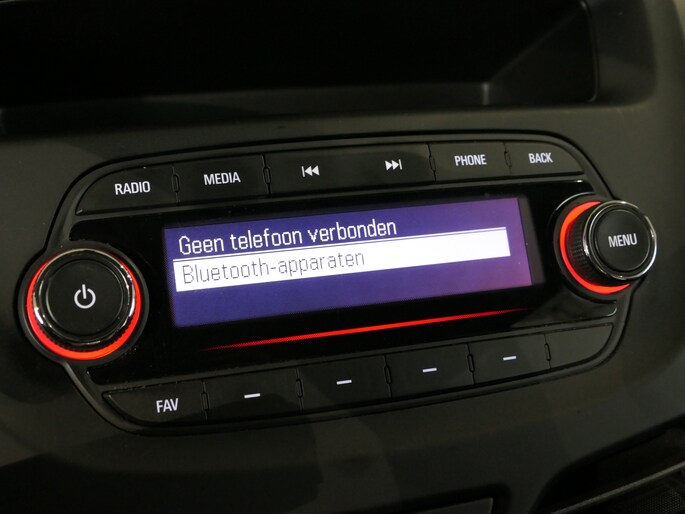 RADIO
MEDIA
PHONE
BACK
Geen telefoon verbonden
Bluetooth-apparaten
MENU
FAV